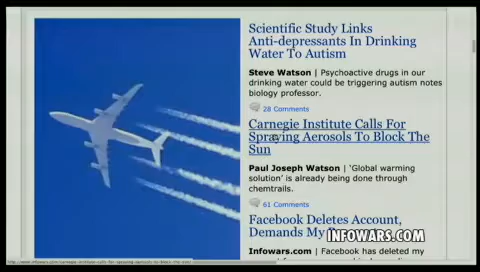 Scientific Study Links
Anti-depressants In Drinking
Water To Autism
Steve Watson | Psychoactive drugs in our
drinking water could be triggering autism notes
biology professor.
28 Comments
Carnegie Institute Calls For
Spraying Aerosols To Block The
Sun
Paul Joseph Watson | 'Global warming
solution' is already being done through
chemtrails.
61 Comments
Facebook Deletes Account,
Demands My
INFOWARS.COM
Infowars.com | Facebook has deleted my